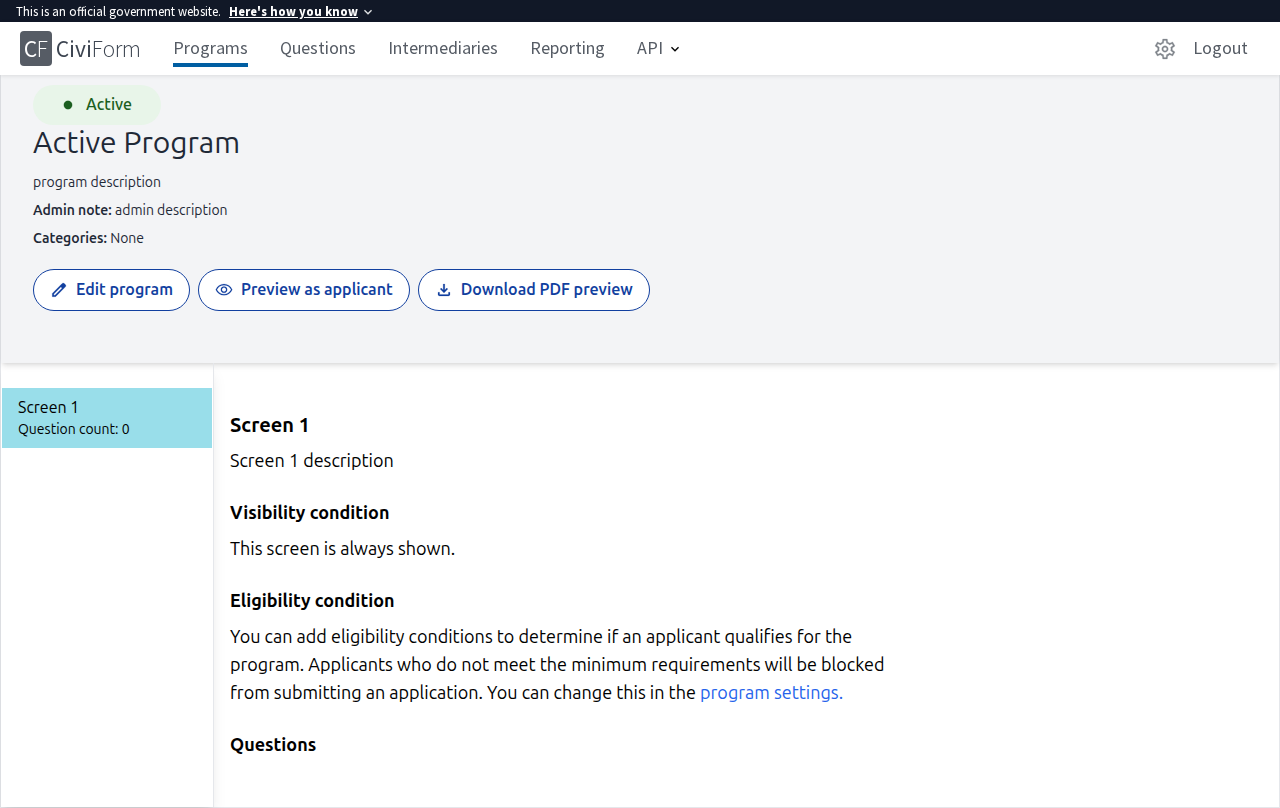 This is an official government website. Here's how you know
CF CiviForm Programs Questions Intermediaries Reporting API Logout
Active
Active Program
program description
Admin note: admin description
Categories: None
Edit program Preview as applicant Download PDF preview
Screen 1
Question count: 0
Screen 1
Screen 1 description
Visibility condition
This screen is always shown.
Eligibility condition
You can add eligibility conditions to determine if an applicant qualifies for the
program. Applicants who do not meet the minimum requirements will be blocked
from submitting an application. You can change this in the program settings.
Questions